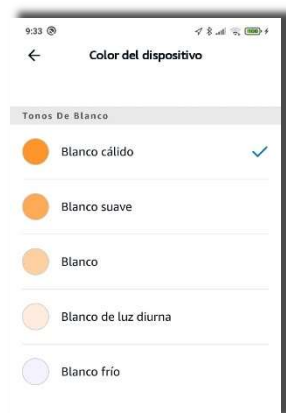 9:33
Color del dispositivo
Tonos De Blanco
Blanco cálido
Blanco suave
Blanco
Blanco de luz diurna
Blanco frío